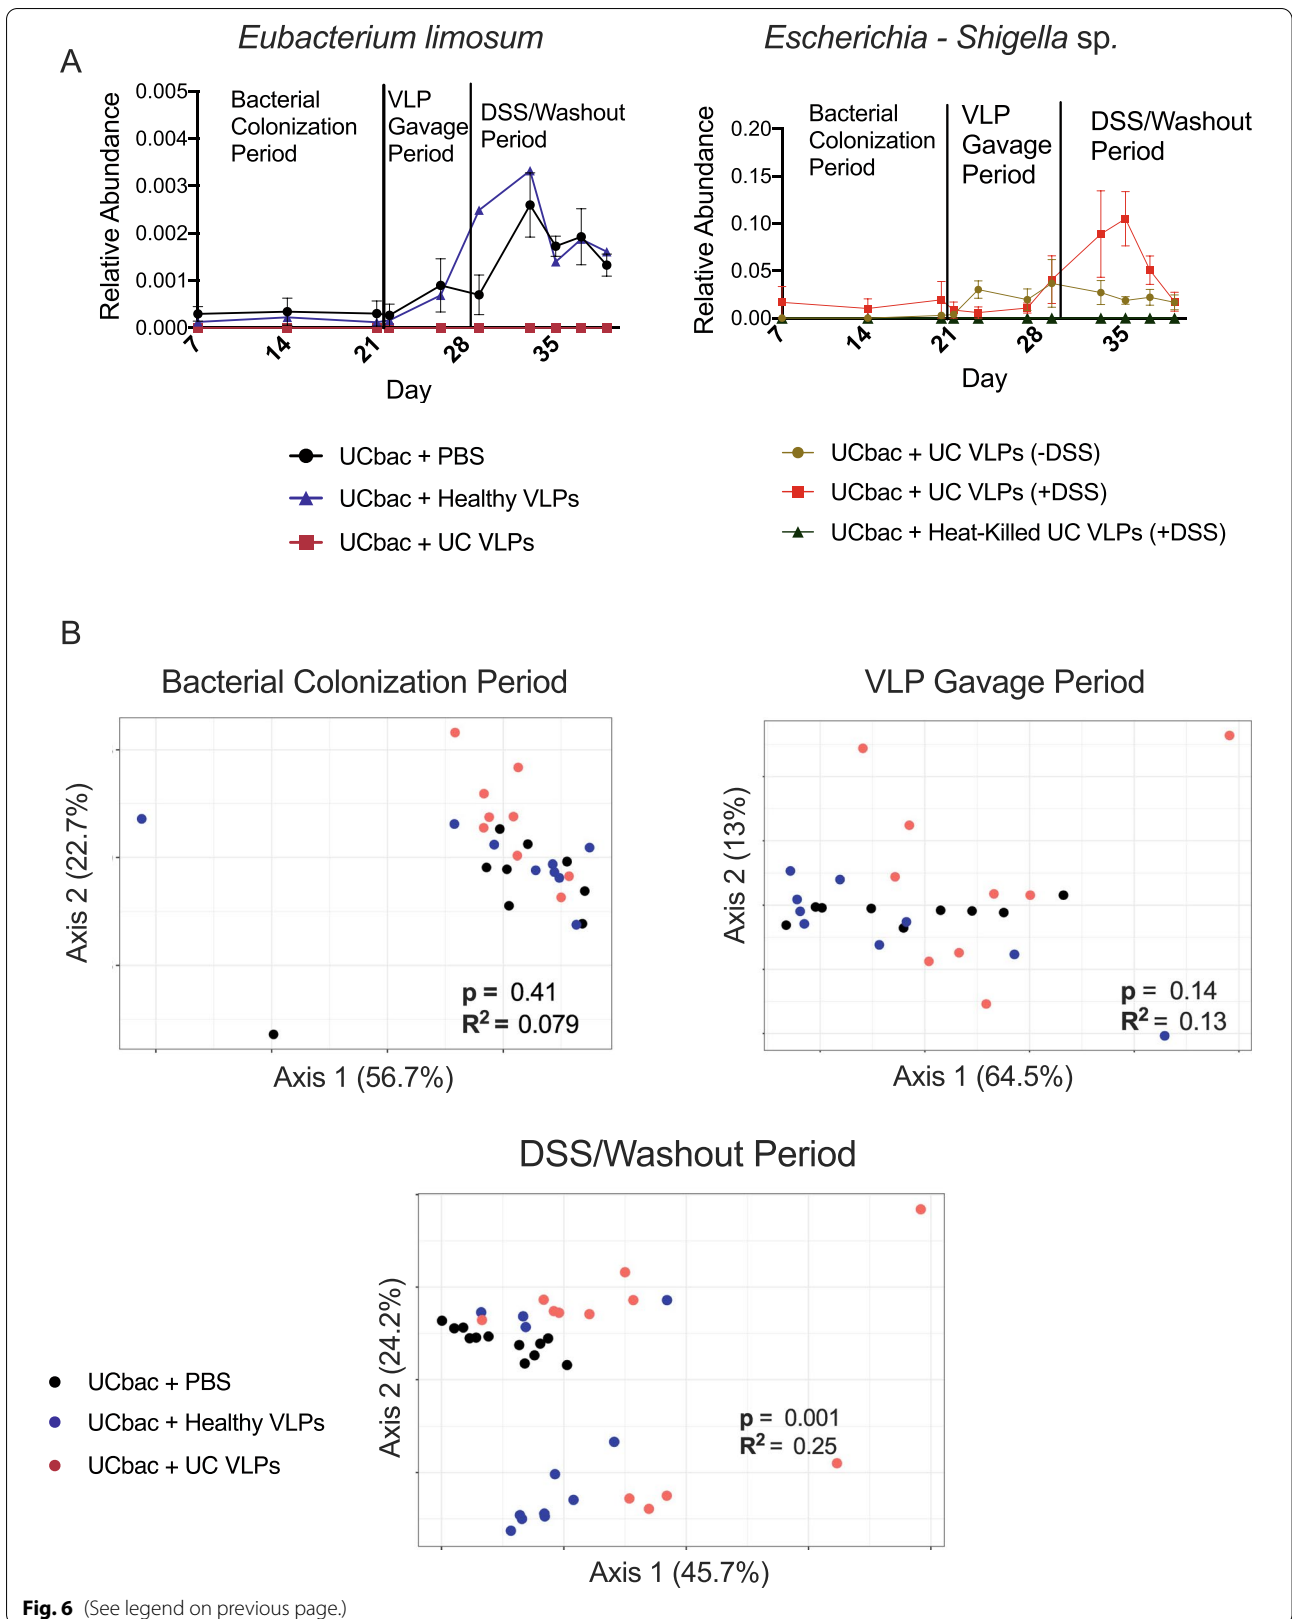 A
Eubacterium limosum
Relative Abundance
0.005
0.004
0.003
0.002
0.001
0.000
Bacterial
Colonization
Period
VLP
Gavage
Period
DSS/Washout
Period
7
14
21
28
35
Day
UCbac + PBS
UCbac + Healthy VLPs
UCbac + UC VLPs
Escherichia - Shigella sp.
Relative Abundance
0.20
0.15
0.10
0.05
0.00
Bacterial
Colonization
Period
VLP
Gavage
Period
DSS/Washout
Period
7
14
21
28
35
Day
UCbac + UC VLPs (-DSS)
UCbac + UC VLPs (+DSS)
UCbac + Heat-Killed UC VLPs (+DSS)
B
Bacterial Colonization Period
Axis 2 (22.7%)
p = 0.41
R² = 0.079
Axis 1 (56.7%)
VLP Gavage Period
Axis 2 (13%)
p = 0.14
R² = 0.13
Axis 1 (64.5%)
DSS/Washout Period
Axis 2 (24.2%)
p = 0.001
R² = 0.25
Axis 1 (45.7%)
UCbac + PBS
UCbac + Healthy VLPs
UCbac + UC VLPs
Fig. 6 (See legend on previous page.)